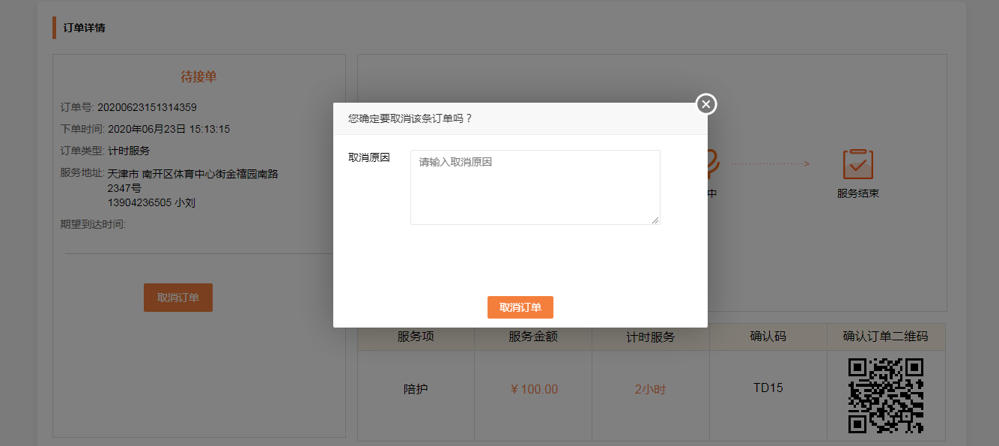 订单详情
待接单
订单号: 20200623151314359
下单时间: 2020年06月23日 15:13:15
订单类型: 计时服务
服务地址: 天津市 南开区体育中心街金禧园南路
2347号
13904236505 小刘
期望到达时间:
取消订单
您确定要取消该条订单吗？
取消原因
请输入取消原因
取消订单
中
服务结束
服务项 服务金额 计时服务 确认码 确认订单二维码
陪护 ¥ 100.00 2小时 TD15